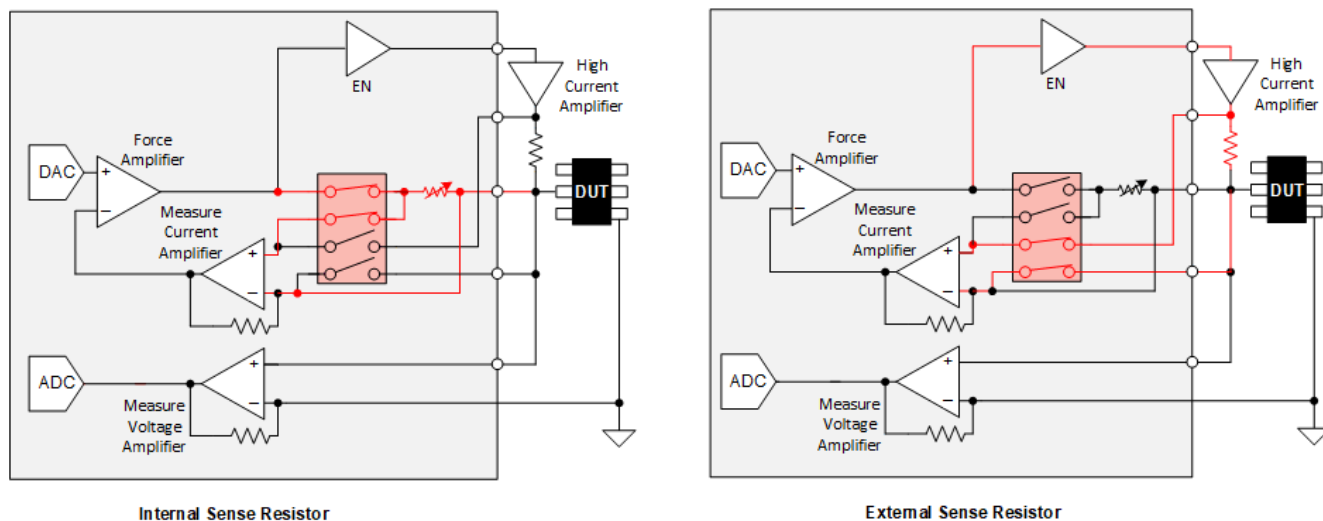 EN
High
Current
Amplifier
Force
Amplifier
DAC
+
−
DUT
Measure
Current
Amplifier
+
−
ADC
+
−
Measure
Voltage
Amplifier
Internal Sense Resistor
EN
High
Current
Amplifier
Force
Amplifier
DAC
+
−
DUT
Measure
Current
Amplifier
+
−
ADC
+
−
Measure
Voltage
Amplifier
External Sense Resistor